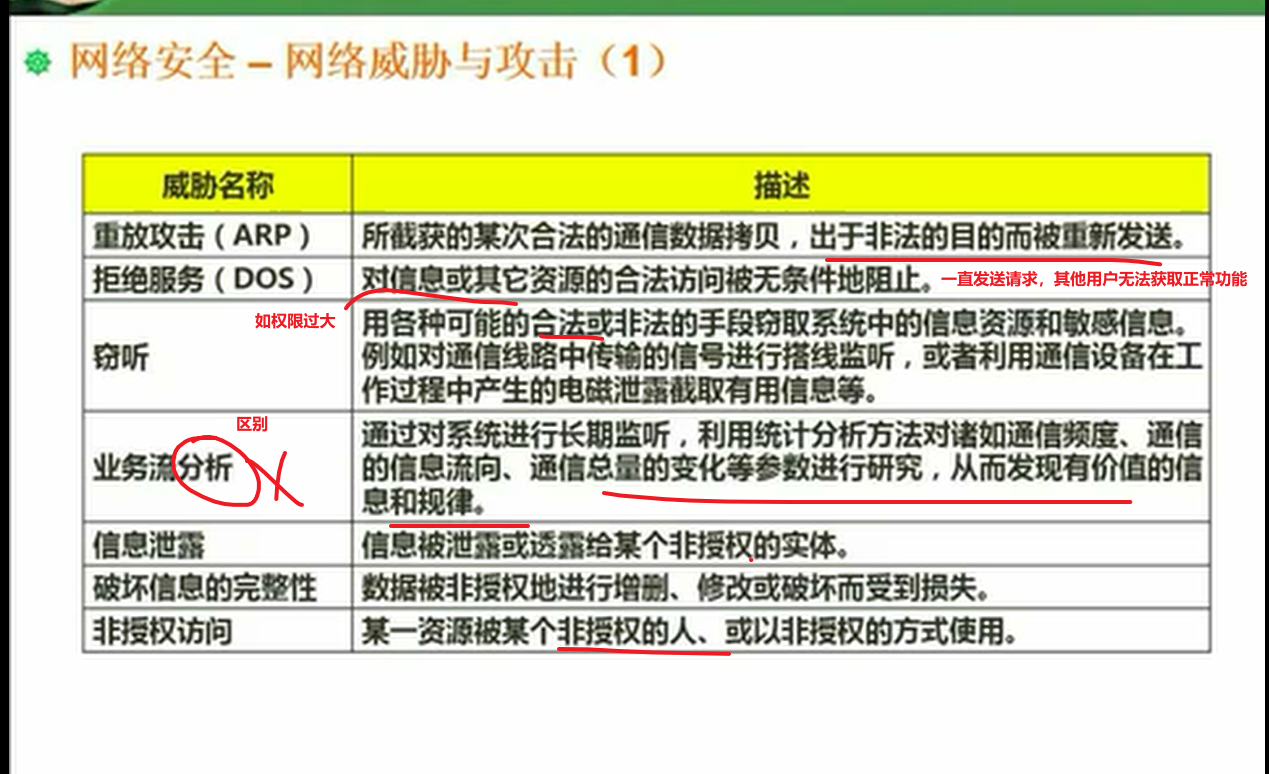 网络安全 – 网络威胁与攻击（1）
威胁名称
描述
重放攻击（ARP）
所截获的某次合法的通信数据拷贝，出于非法的目的而被重新发送。
拒绝服务（DOS）
对信息或其它资源的合法访问被无条件地阻止。
一直发送请求，其他用户无法获取正常功能
如权限过大
窃听
用各种可能的合法或非法的手段窃取系统中的信息资源和敏感信息。
例如对通信线路中传输的信号进行搭线监听，或者利用通信设备在工
作过程中产生的电磁泄露截取有用信息等。
区别
业务流分析
通过对系统进行长期监听，利用统计分析方法对诸如通信频度、通信
的信息流向、通信总量的变化等参数进行研究，从而发现有价值的信
息和规律。
信息泄露
信息被泄露或透露给某个非授权的实体。
破坏信息的完整性
数据被非授权地进行增删、修改或破坏而受到损失。
非授权访问
某一资源被某个非授权的人、或以非授权的方式使用。